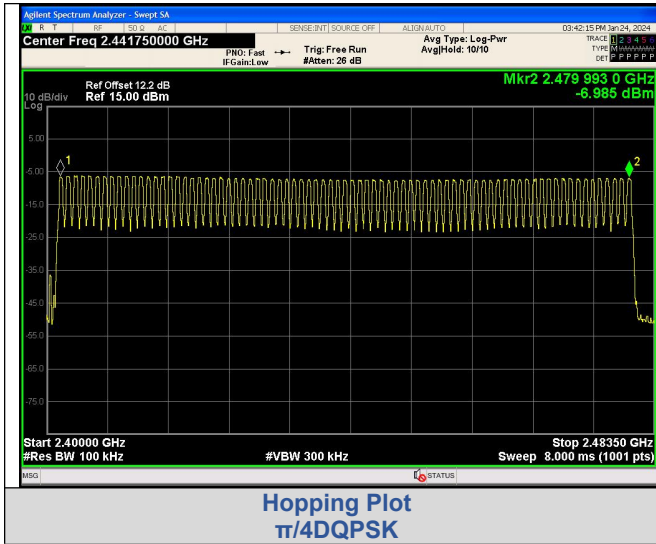 Agilent Spectrum Analyzer - Swept SA
R T RF 50 Ω AC SENSE:INT SOURCE OFF ALIGN AUTO 03:42:15 PM Jan 24, 2024
Center Freq 2.441750000 GHz Avg Type: Log-Pwr TRACE 1 2 3 4 5 6
PNO: Fast Trig: Free Run Avg|Hold: 10/10 TYPE M
IFGain:Low #Atten: 26 dB DET P P P P P P
Mkr2 2.479 993 0 GHz
Ref Offset 12.2 dB
10 dB/div Ref 15.00 dBm -6.985 dBm
Log
5.00
1 2
-5.00
-15.0
-25.0
-35.0
-45.0
-55.0
-65.0
-75.0
Start 2.40000 GHz Stop 2.48350 GHz
#Res BW 100 kHz #VBW 300 kHz Sweep 8.000 ms (1001 pts)
MSG STATUS
Hopping Plot
π/4DQPSK